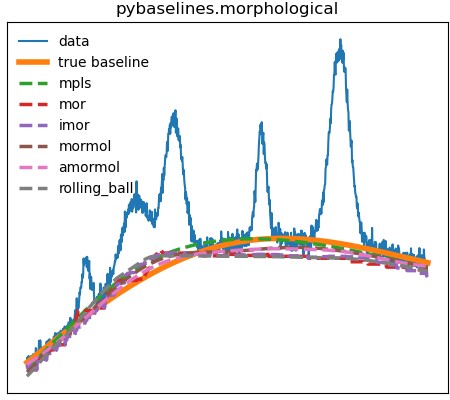 pybaselines.morphological
data
true baseline
mpls
mor
imor
mormol
amormol
rolling_ball